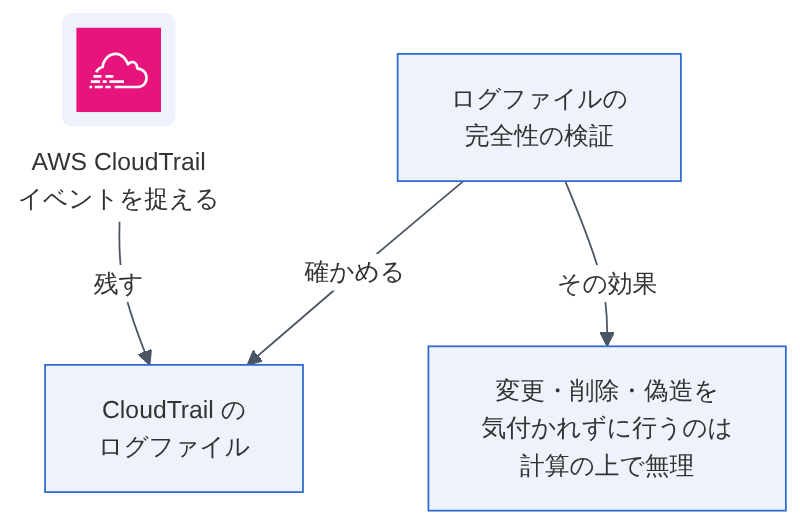 AWS CloudTrail
イベントを捉える
ログファイルの
完全性の検証
残す
確かめる
その効果
CloudTrail の
ログファイル
変更・削除・偽造を
気付かれずに行うのは
計算の上で無理